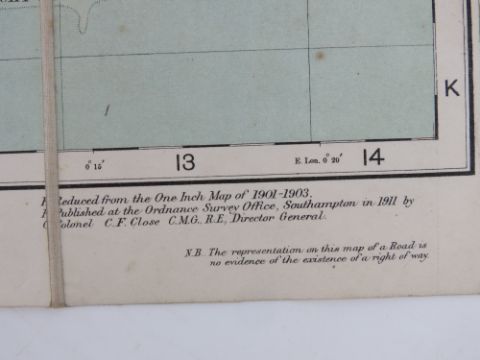 K
0° 15'
13
E. Lon. 0° 20'
14
Reduced from the One Inch Map of 1901-1903.
Published at the Ordnance Survey Office, Southampton in 1911 by
Colonel C. F. Close C.M.G., R.E., Director General.
N.B. The representation on this map of a Road is
no evidence of the existence of a right of way.